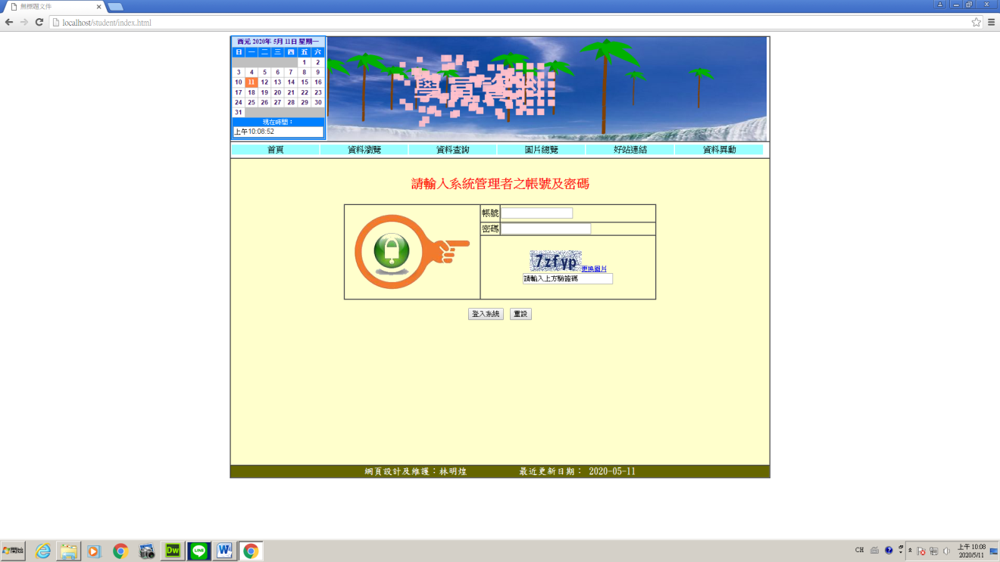 無標題文件
localhost/student/index.html
西元 2020年 5月 11日 星期一
日 一 二 三 四 五 六
1 2
3 4 5 6 7 8 9
10 11 12 13 14 15 16
17 18 19 20 21 22 23
24 25 26 27 28 29 30
31
現在時間：
上午10:08:52
學員資料
首頁 資料瀏覽 資料查詢 圖片總覽 好站連結 資料異動
請輸入系統管理者之帳號及密碼
帳號
密碼
7zfyp 更換圖片
請輸入上方驗證碼
登入系統 重設
網頁設計及維護：林明煌 最近更新日期： 2020-05-11
開始 Dw LINE W CH 上午 10:08
2020/5/11